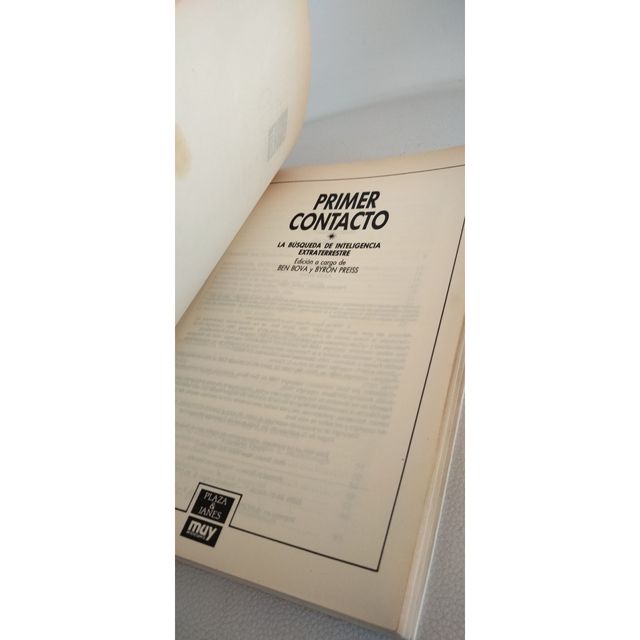 PRIMER
CONTACTO
LA BÚSQUEDA DE INTELIGENCIA
EXTRATERRESTRE
Edición a cargo de
BEN BOVA y BYRON PREISS
PLAZA
&
JANES
muy